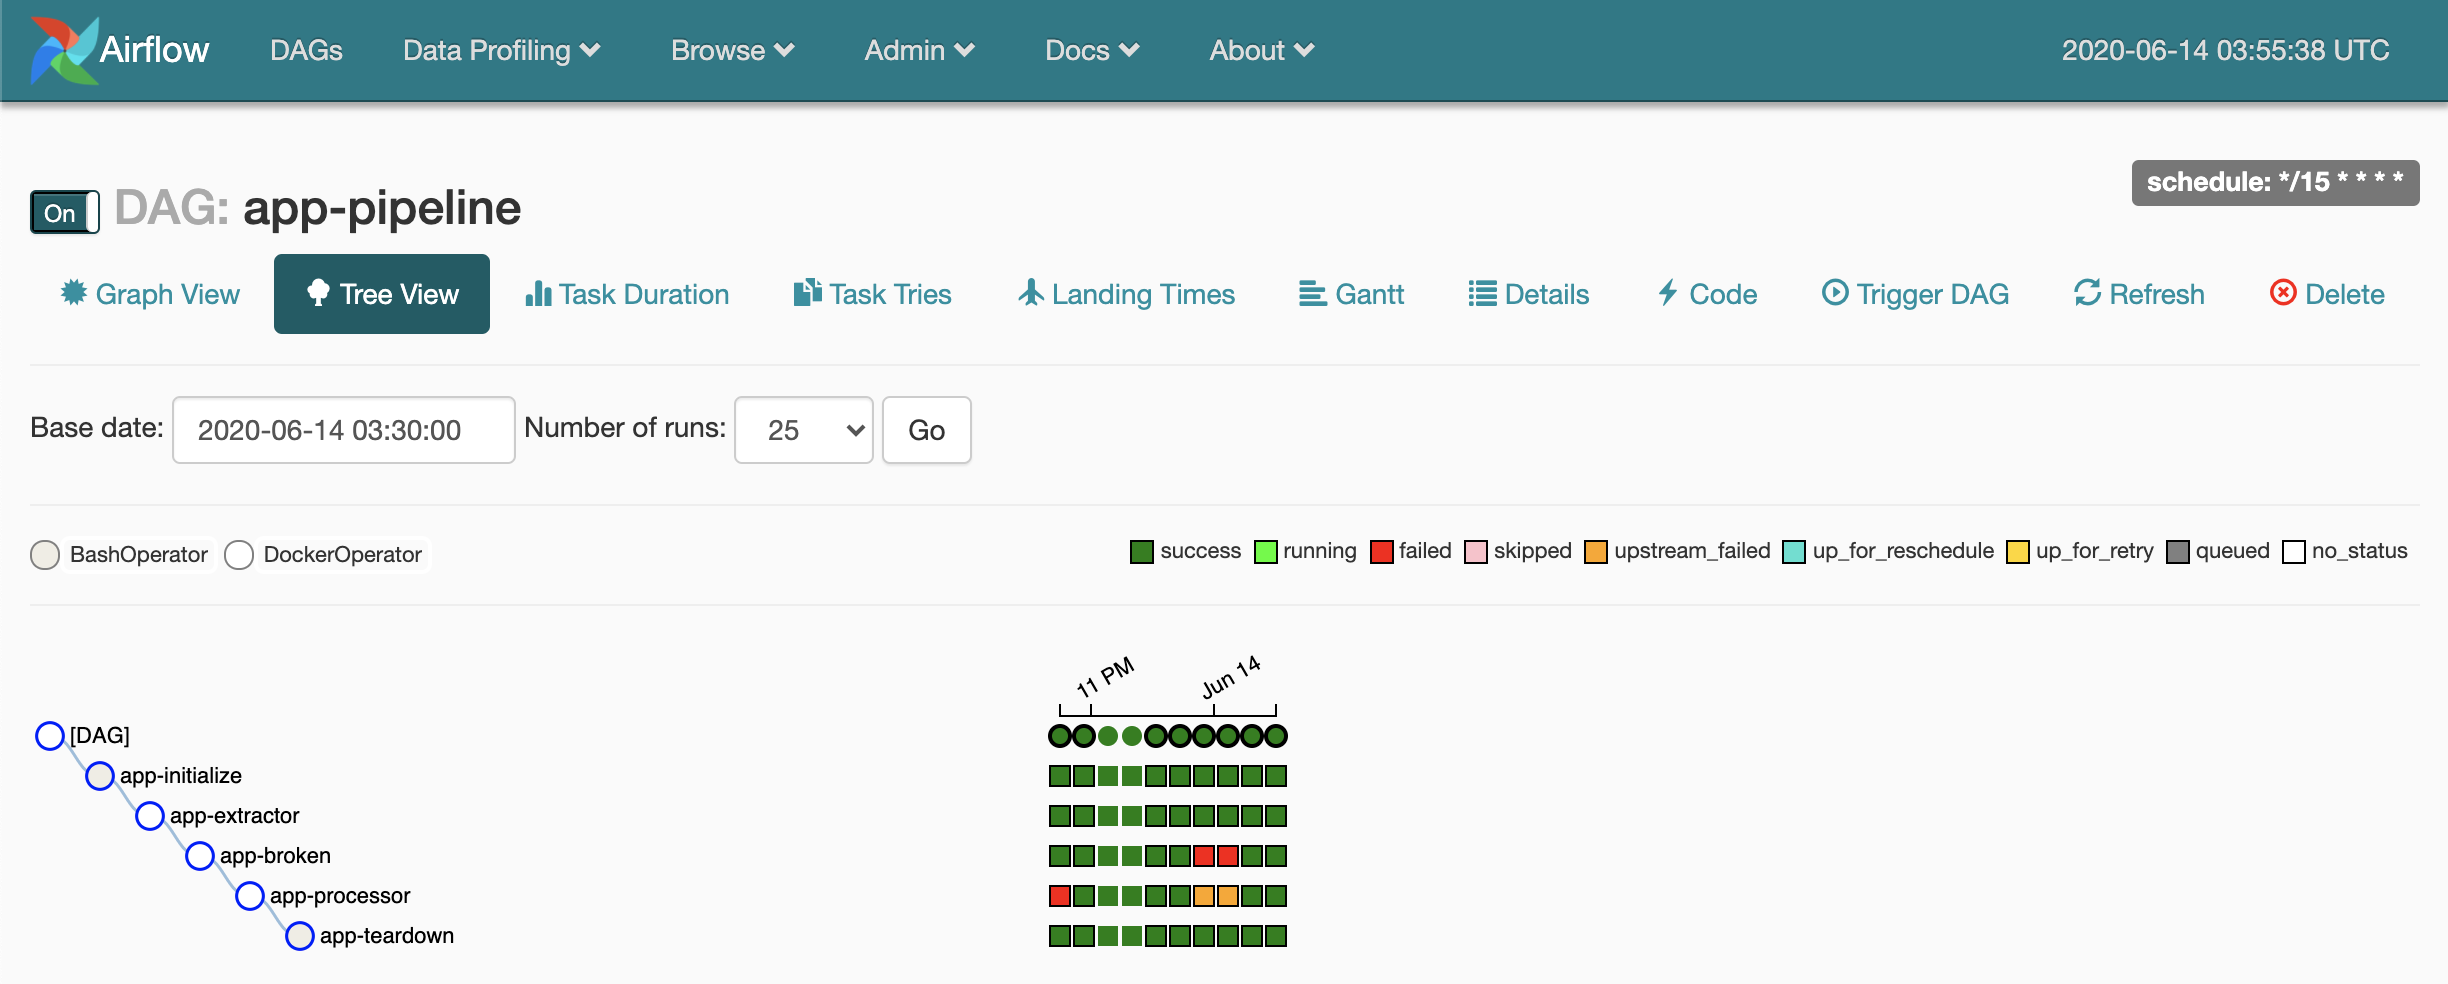 Airflow DAGs Data Profiling Browse Admin Docs About 2020-06-14 03:55:38 UTC
schedule: */15 * * * *
On DAG: app-pipeline
Graph View Tree View Task Duration Task Tries Landing Times Gantt Details Code Trigger DAG Refresh Delete
Base date: 2020-06-14 03:30:00 Number of runs: 25 Go
BashOperator DockerOperator success running failed skipped upstream_failed up_for_reschedule up_for_retry queued no_status
11 PM Jun 14
[DAG]
app-initialize
app-extractor
app-broken
app-processor
app-teardown